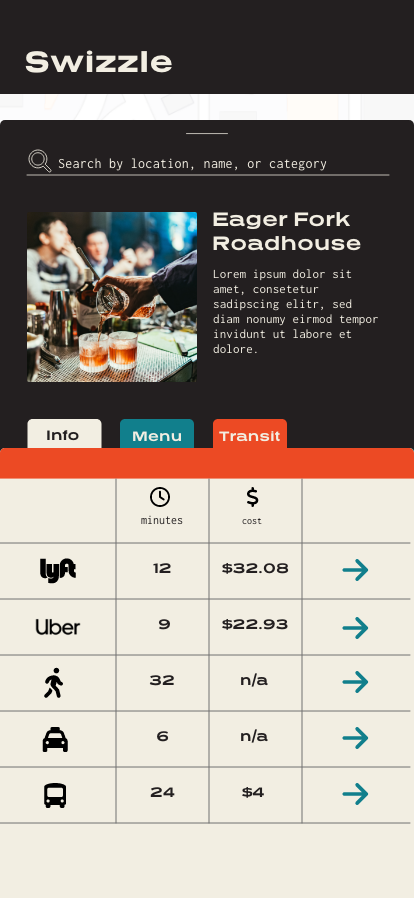 Swizzle
Search by location, name, or category
Eager Fork
Roadhouse
Lorem ipsum dolor sit
amet, consetetur
sadipscing elitr, sed
diam nonumy eirmod tempor
invidunt ut labore et
dolore.
Info Menu Transit
$
minutes cost
lyft 12 $32.08
Uber 9 $22.93
32 n/a
6 n/a
24 $4